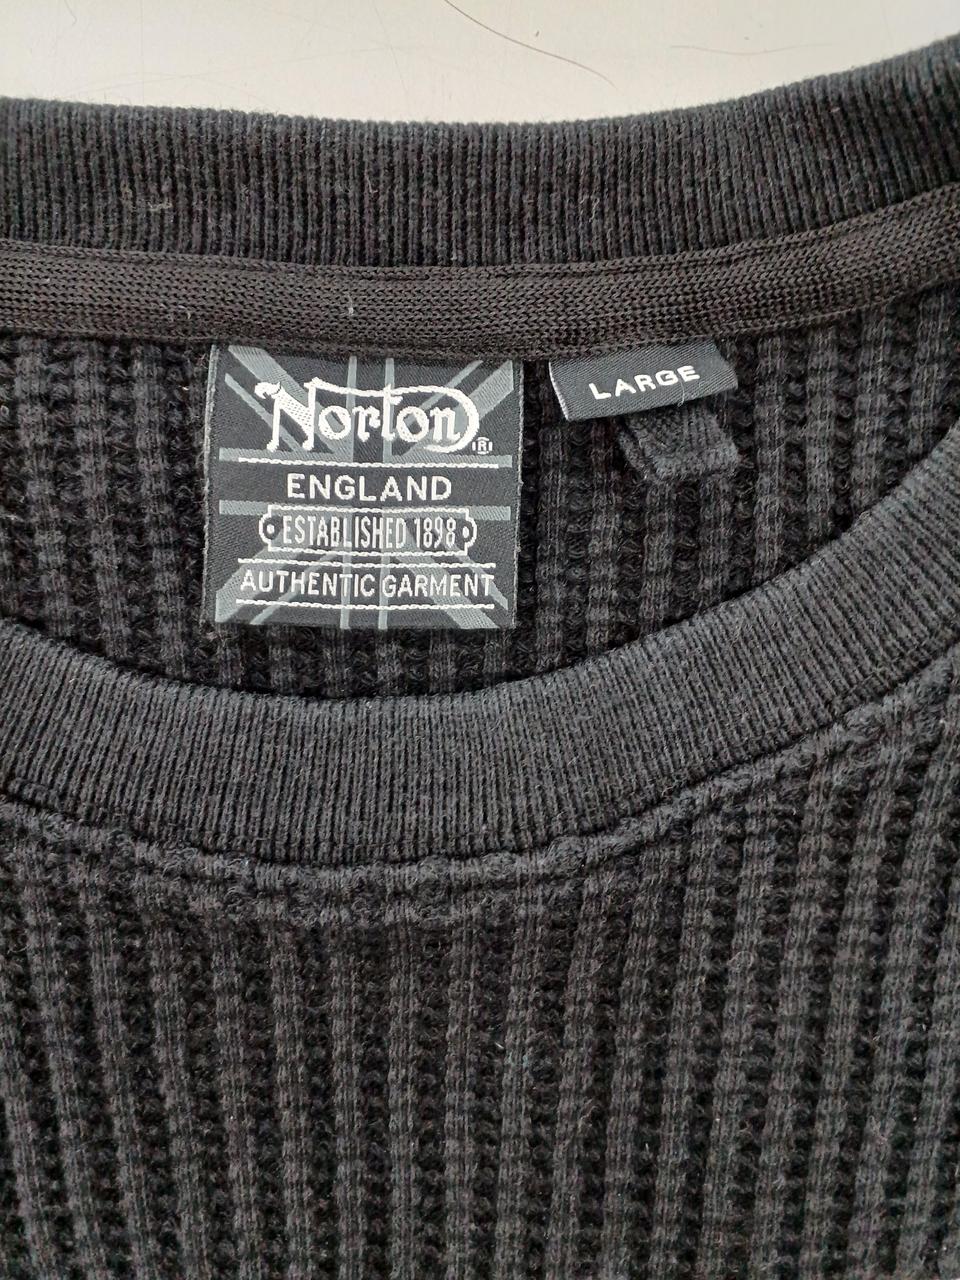 Norton®
LARGE
ENGLAND
ESTABLISHED 1898
AUTHENTIC GARMENT